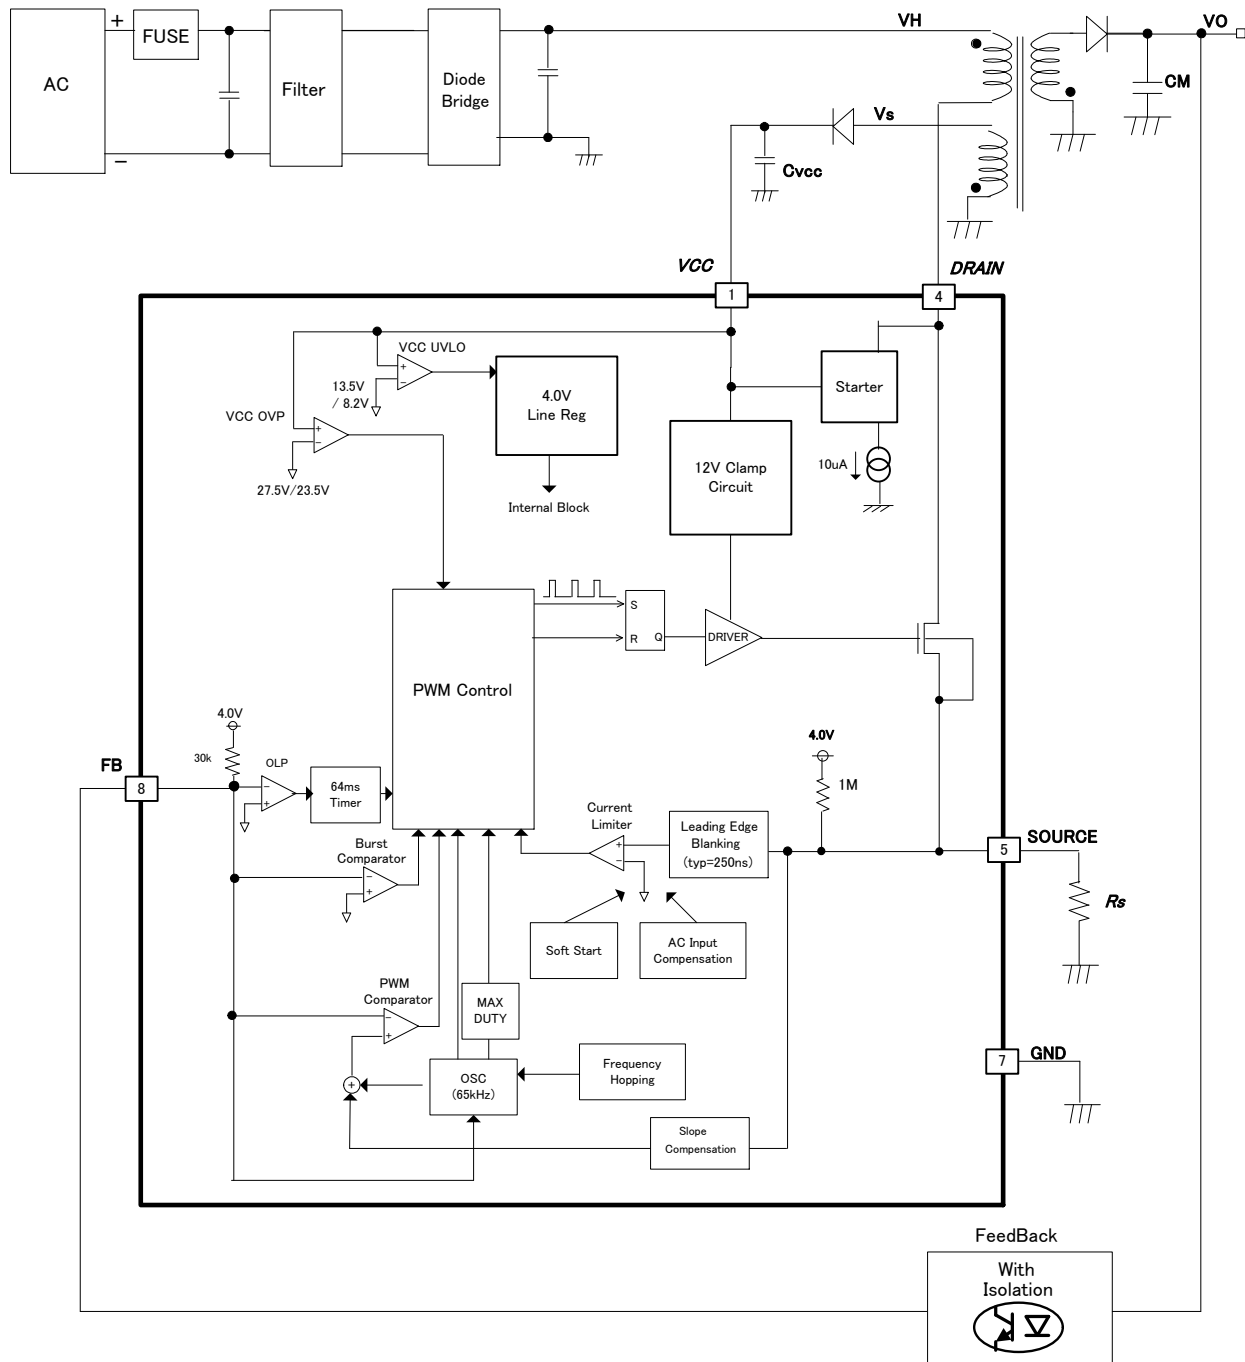 VH
VO
+
FUSE
AC
Filter
Diode
Bridge
CM
Vs
Cvcc
−
VCC
DRAIN
1
4
VCC UVLO
+
−
13.5V
/ 8.2V
4.0V
Line Reg
Starter
VCC OVP
+
−
27.5V/23.5V
Internal Block
12V Clamp
Circuit
10uA
S
R
Q
DRIVER
PWM Control
4.0V
30k
OLP
FB
8
−
+
64ms
Timer
4.0V
1M
Current
Limiter
+
−
Leading Edge
Blanking
(typ=250ns)
SOURCE
5
Rs
Burst
Comparator
−
+
Soft Start
AC Input
Compensation
PWM
Comparator
−
+
MAX
DUTY
+
OSC
(65kHz)
Frequency
Hopping
7
GND
Slope
Compensation
FeedBack
With
Isolation